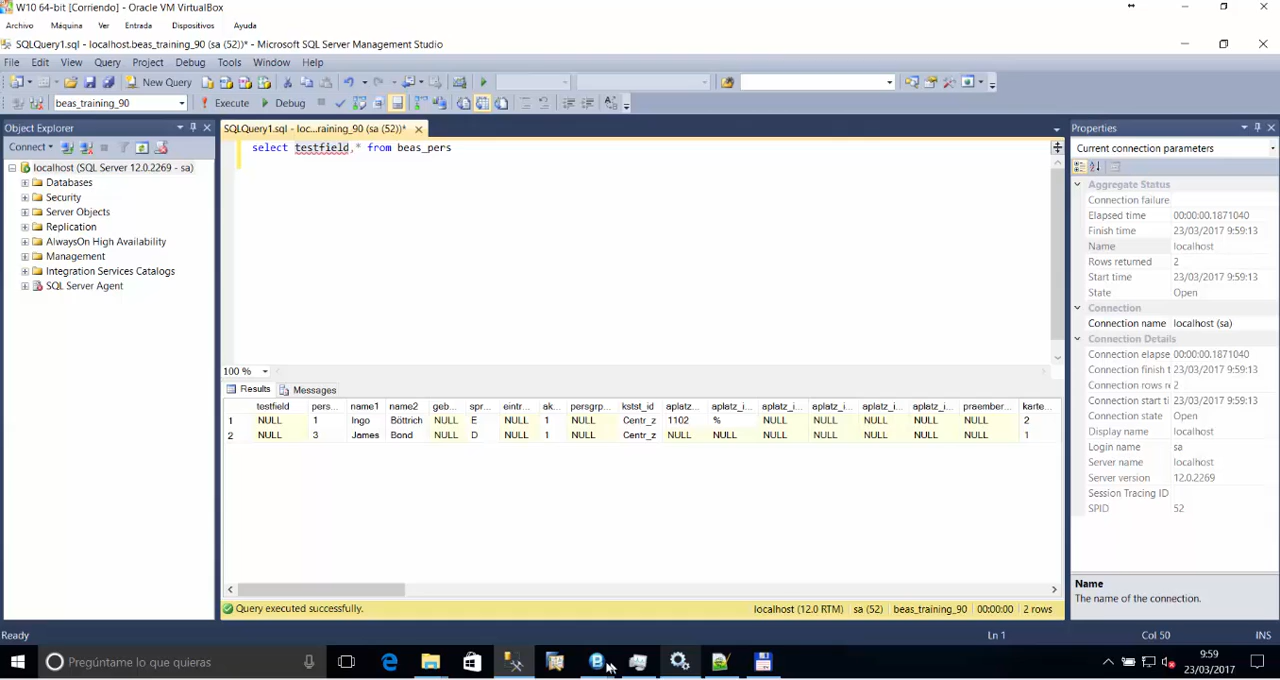 W10 64-bit [Corriendo] - Oracle VM VirtualBox
Archivo Máquina Ver Entrada Dispositivos Ayuda
SQLQuery1.sql - localhost.beas_training_90 (sa (52))* - Microsoft SQL Server Management Studio
File Edit View Query Project Debug Tools Window Help
New Query
beas_training_90 Execute Debug
Object Explorer
Connect
localhost (SQL Server 12.0.2269 - sa)
Databases
Security
Server Objects
Replication
AlwaysOn High Availability
Management
Integration Services Catalogs
SQL Server Agent
SQLQuery1.sql - loc...raining_90 (sa (52))*
select testfield,* from beas_pers
100 %
Results Messages
testfield pers... name1 name2 geb... spr... eintr... ak... persgrp... kstst_id aplatz... aplatz_i... aplatz_i... aplatz_i... aplatz_i... aplatz_i... praember... karte
1 NULL 1 Ingo Böttrich NULL E NULL 1 NULL Centr_z 1102 % NULL NULL NULL NULL NULL 2
2 NULL 3 James Bond NULL D NULL 1 NULL Centr_z NULL NULL NULL NULL NULL NULL NULL 1
Query executed successfully. localhost (12.0 RTM) sa (52) beas_training_90 00:00:00 2 rows
Properties
Current connection parameters
Aggregate Status
Connection failure
Elapsed time 00:00:00.1871040
Finish time 23/03/2017 9:59:13
Name localhost
Rows returned 2
Start time 23/03/2017 9:59:13
State Open
Connection
Connection name localhost (sa)
Connection Details
Connection elapse 00:00:00.1871040
Connection finish t 23/03/2017 9:59:13
Connection rows re 2
Connection start ti 23/03/2017 9:59:13
Connection state Open
Display name localhost
Login name sa
Server name localhost
Server version 12.0.2269
Session Tracing ID
SPID 52
Name
The name of the connection.
Ready Ln 1 Col 50 INS
Pregúntame lo que quieras
9:59
23/03/2017